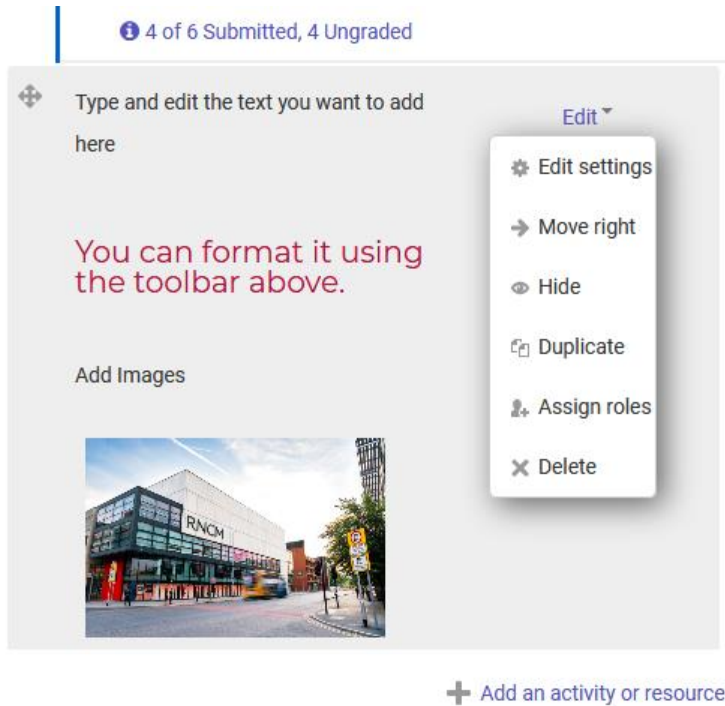 4 of 6 Submitted, 4 Ungraded
Type and edit the text you want to add
here
Edit
Edit settings
Move right
Hide
Duplicate
Assign roles
Delete
You can format it using
the toolbar above.
Add Images
RNCM
Add an activity or resource